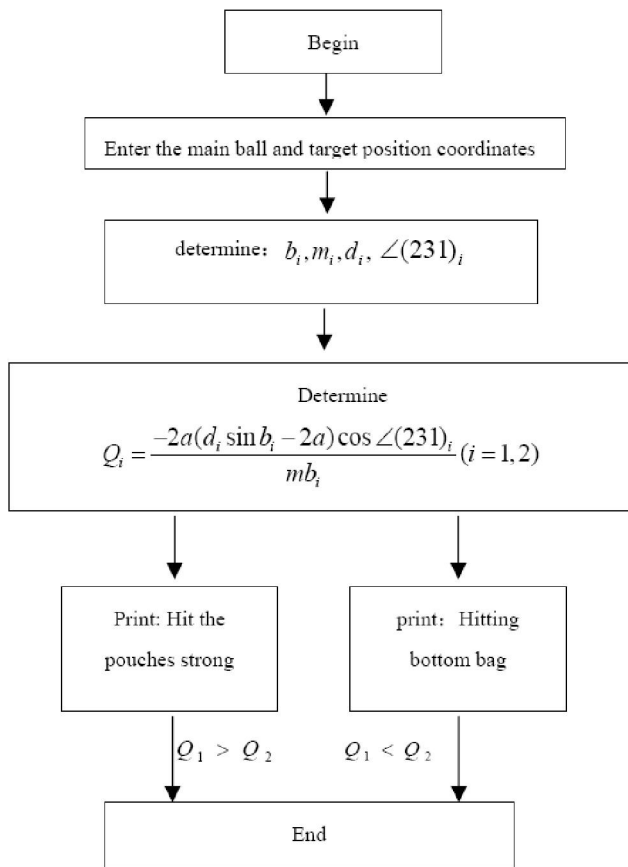 Begin
Enter the main ball and target position coordinates
determine：b_i, m_i, d_i, ∠(231)_i
Determine
Q_i = \frac{-2a(d_i \sin b_i - 2a) \cos ∠(231)_i}{mb_i} (i = 1, 2)
Print: Hit the
pouches strong
print：Hitting
bottom bag
Q_1 > Q_2
Q_1 < Q_2
End